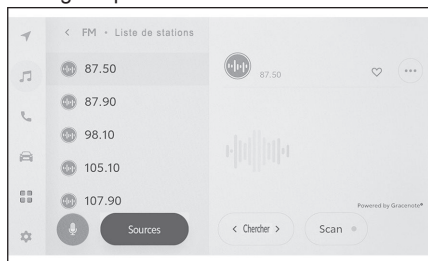 < FM • Liste de stations
87.50
87.90
98.10
105.10
107.90
Sources
87.50
Powered by Gracenote®
< Chercher >
Scan